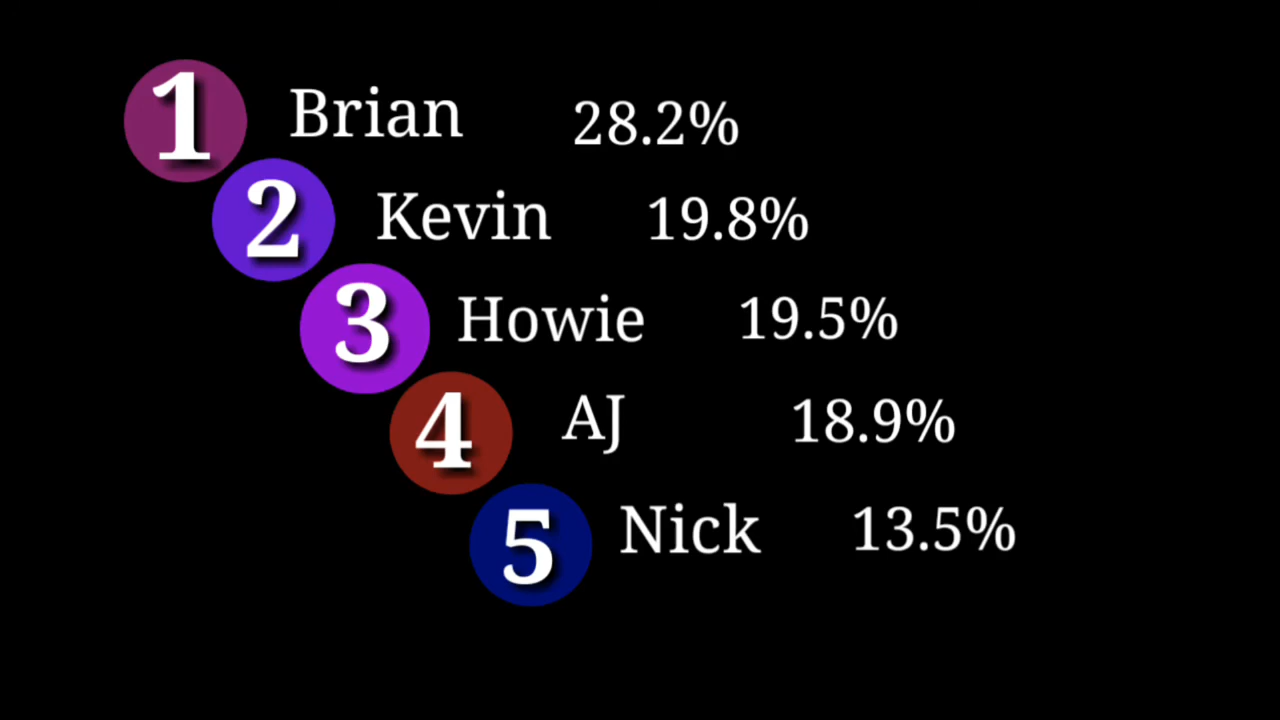 1 Brian 28.2%
2 Kevin 19.8%
3 Howie 19.5%
4 AJ 18.9%
5 Nick 13.5%